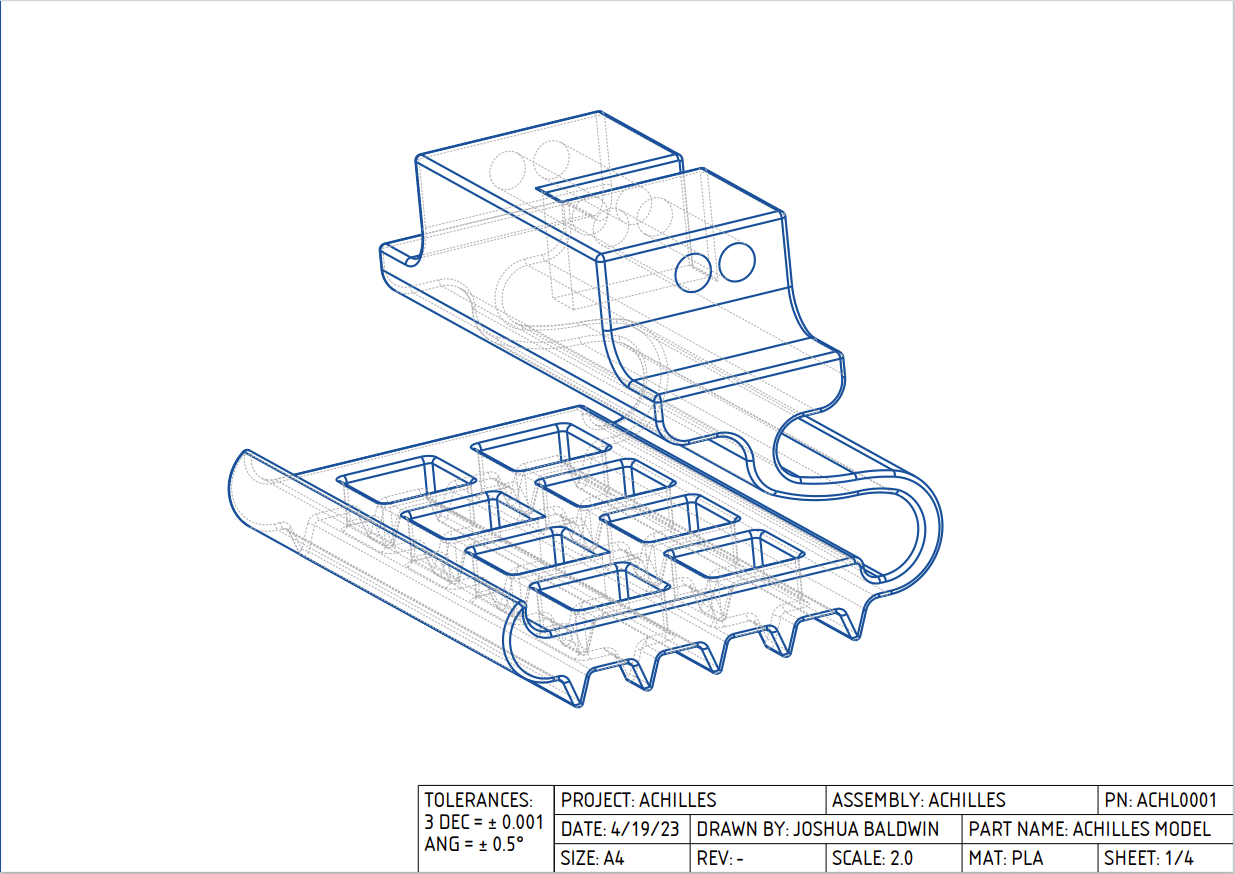 TOLERANCES:
3 DEC = ± 0.001
ANG = ± 0.5°
PROJECT: ACHILLES
ASSEMBLY: ACHILLES
PN: ACHL0001
DATE: 4/19/23
DRAWN BY: JOSHUA BALDWIN
PART NAME: ACHILLES MODEL
SIZE: A4
REV: -
SCALE: 2.0
MAT: PLA
SHEET: 1/4